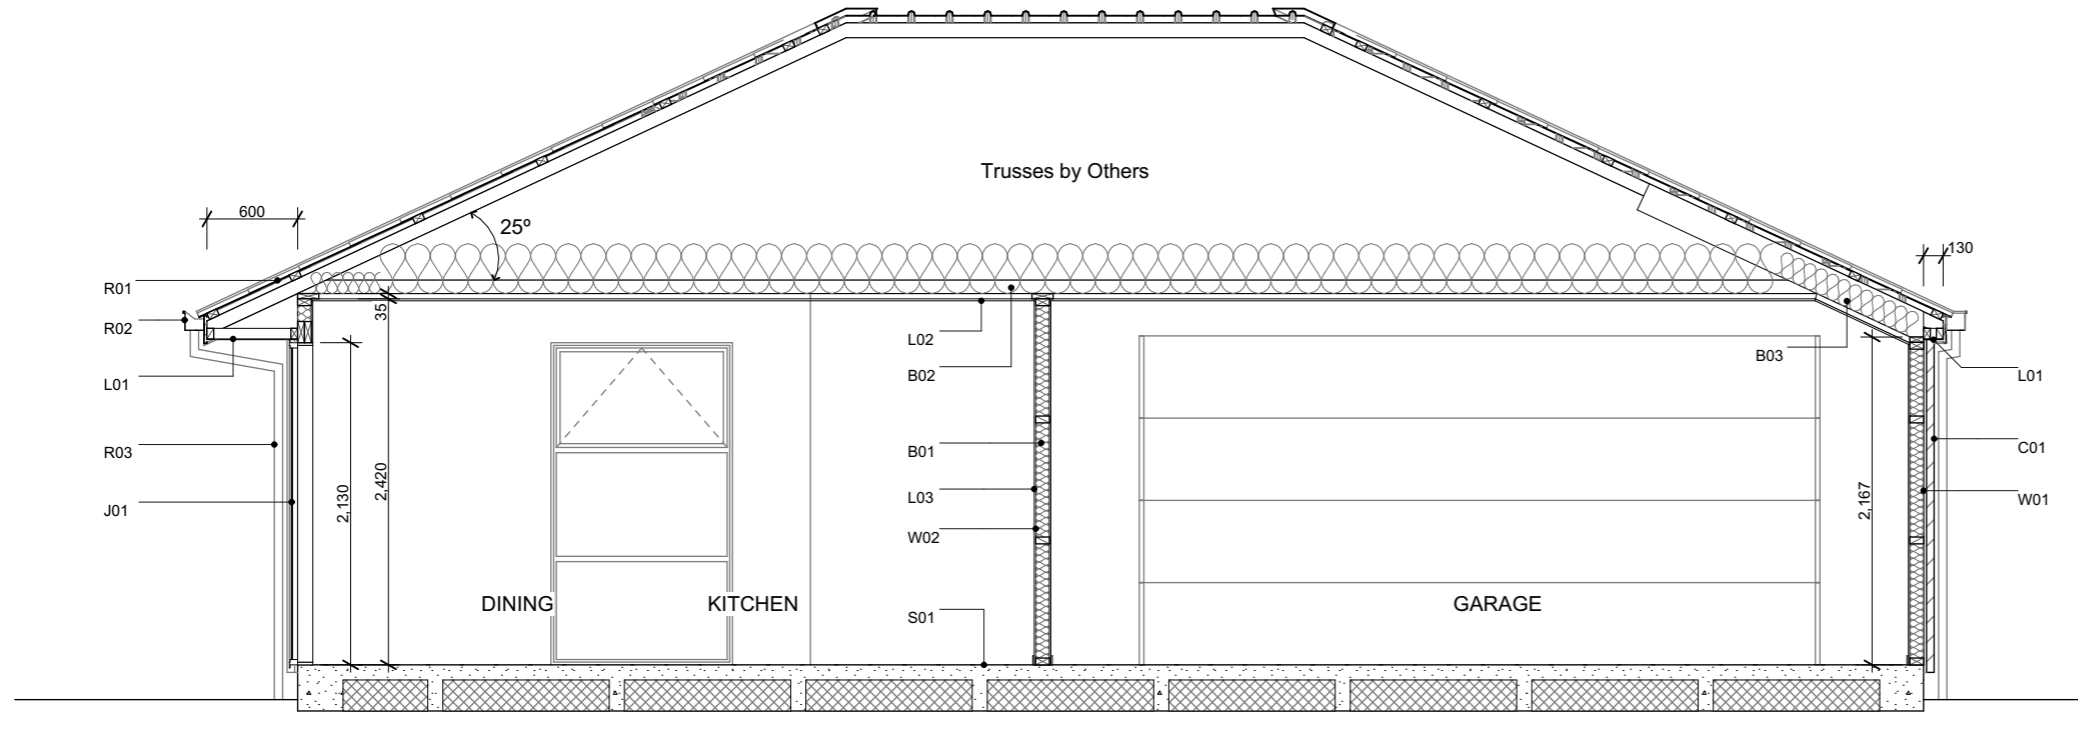 Trusses by Others
600
25º
130
R01
R02
35
L02
B03
L01
B02
L01
R03
2,130
2,420
B01
2,167
C01
L03
W01
J01
W02
DINING
KITCHEN
GARAGE
S01